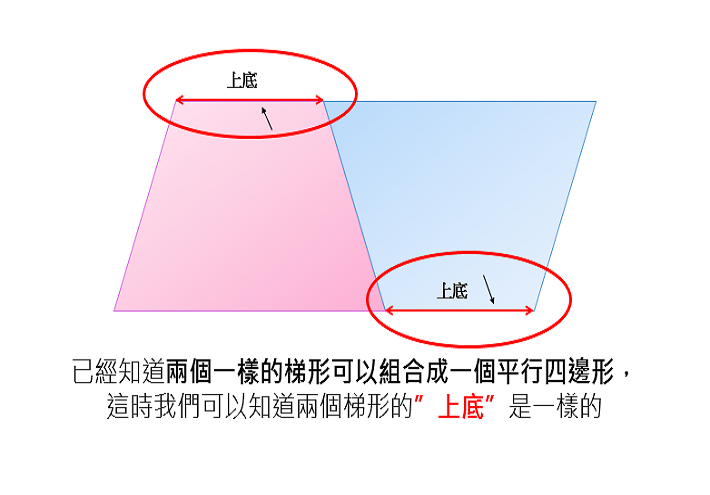 上底
上底
已經知道兩個一樣的梯形可以組合成一個平行四邊形，
這時我們可以知道兩個梯形的”上底”是一樣的